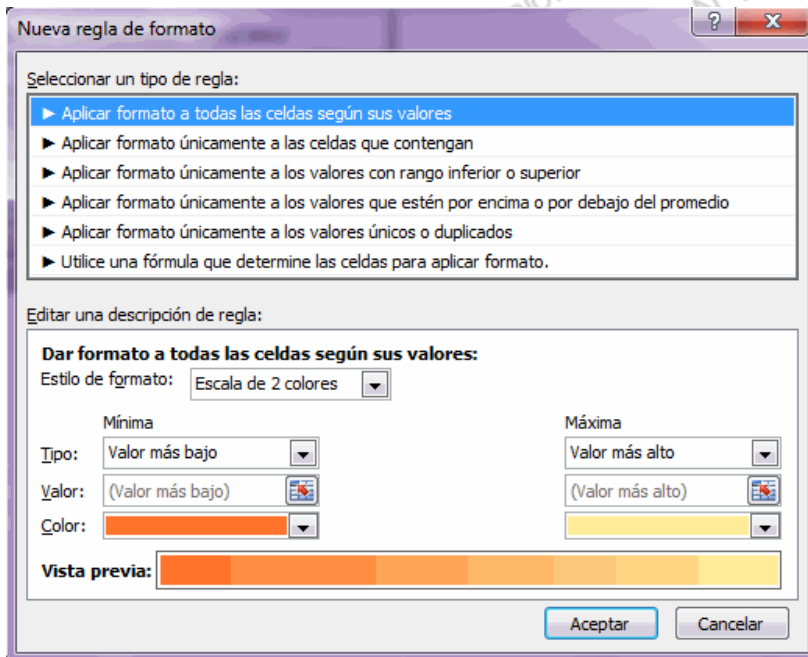 Nueva regla de formato
Seleccionar un tipo de regla:
► Aplicar formato a todas las celdas según sus valores
► Aplicar formato únicamente a las celdas que contengan
► Aplicar formato únicamente a los valores con rango inferior o superior
► Aplicar formato únicamente a los valores que estén por encima o por debajo del promedio
► Aplicar formato únicamente a los valores únicos o duplicados
► Utilice una fórmula que determine las celdas para aplicar formato.
Editar una descripción de regla:
Dar formato a todas las celdas según sus valores:
Estilo de formato: Escala de 2 colores
Mínima Máxima
Tipo: Valor más bajo Valor más alto
Valor: (Valor más bajo) (Valor más alto)
Color:
Vista previa:
Aceptar Cancelar